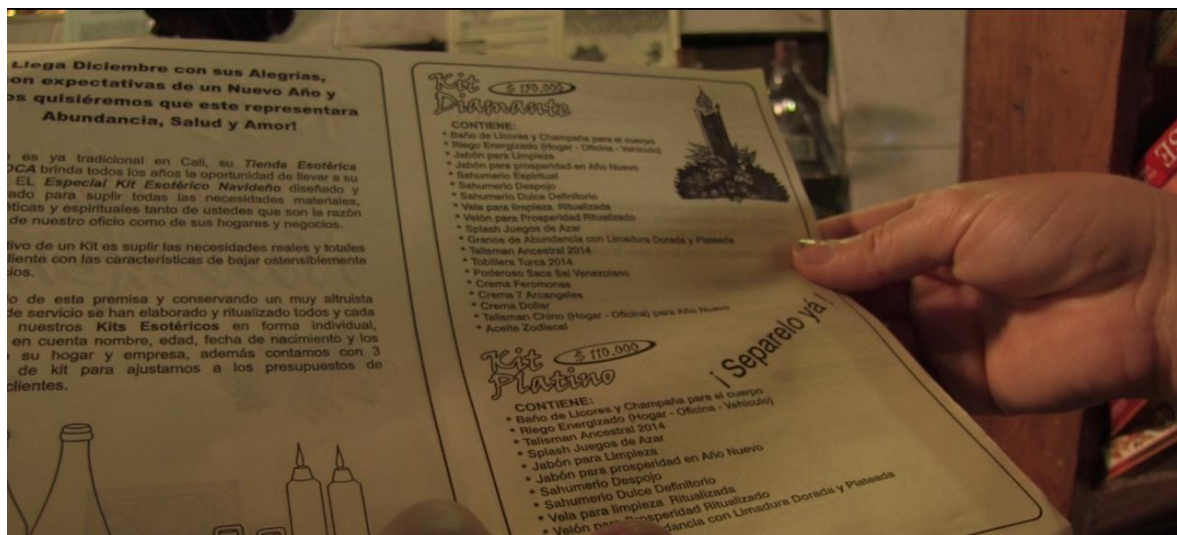 Llega Diciembre con sus Alegrías,
on expectativas de un Nuevo Año y
os quisiéremos que este representara
Abundancia, Salud y Amor!
es ya tradicional en Cali, su Tienda Esotérica
OCA brinda todos los años la oportunidad de llevar a su
EL Especial Kit Esotérico Navideño diseñado y
ado para suplir todas las necesidades materiales,
éticas y espirituales tanto de ustedes que son la razón
de nuestro oficio como de sus hogares y negocios.
tivo de un Kit es suplir las necesidades reales y totales
liente con las características de bajar ostensiblemente
cios.
o de esta premisa y conservando un muy altruista
de servicio se han elaborado y ritualizado todos y cada
nuestros Kits Esotéricos en forma individual,
en cuenta nombre, edad, fecha de nacimiento y los
su hogar y empresa, además contamos con 3
de kit para ajustarnos a los presupuestos de
clientes.
Kit $ 170.000
Diamante
CONTIENE:
* Baño de Licores y Champaña para el cuerpo
* Riego Energizado (Hogar - Oficina - Vehiculo)
* Jabón para Limpieza
* Jabón para prosperidad en Año Nuevo
* Sahumerio Espiritual
* Sahumerio Despojo
* Sahumerio Dulce Definitorio
* Vela para limpieza Ritualizada
* Velón para Prosperidad Ritualizado
* Splash Juegos de Azar
* Granos de Abundancia con Limadura Dorada y Plateada
* Talisman Ancestral 2014
* Tobillera Turca 2014
* Poderoso Saca Sal Venezolano
* Crema Feromonas
* Crema 7 Arcangeles
* Crema Dollar
* Talisman Chino (Hogar - Oficina) para Año Nuevo
* Aceite Zodiacal
¡ Separelo ya !
Kit $ 110.000
Platino
CONTIENE:
* Baño de Licores y Champaña para el cuerpo
* Riego Energizado (Hogar - Oficina - Vehiculo)
* Talisman Ancestral 2014
* Splash Juegos de Azar
* Jabón para Limpieza
* Jabón para prosperidad en Año Nuevo
* Sahumerio Despojo
* Sahumerio Dulce Definitorio
* Vela para limpieza Ritualizada
* Velón para Prosperidad Ritualizado
dancia con Limadura Dorada y Plateada